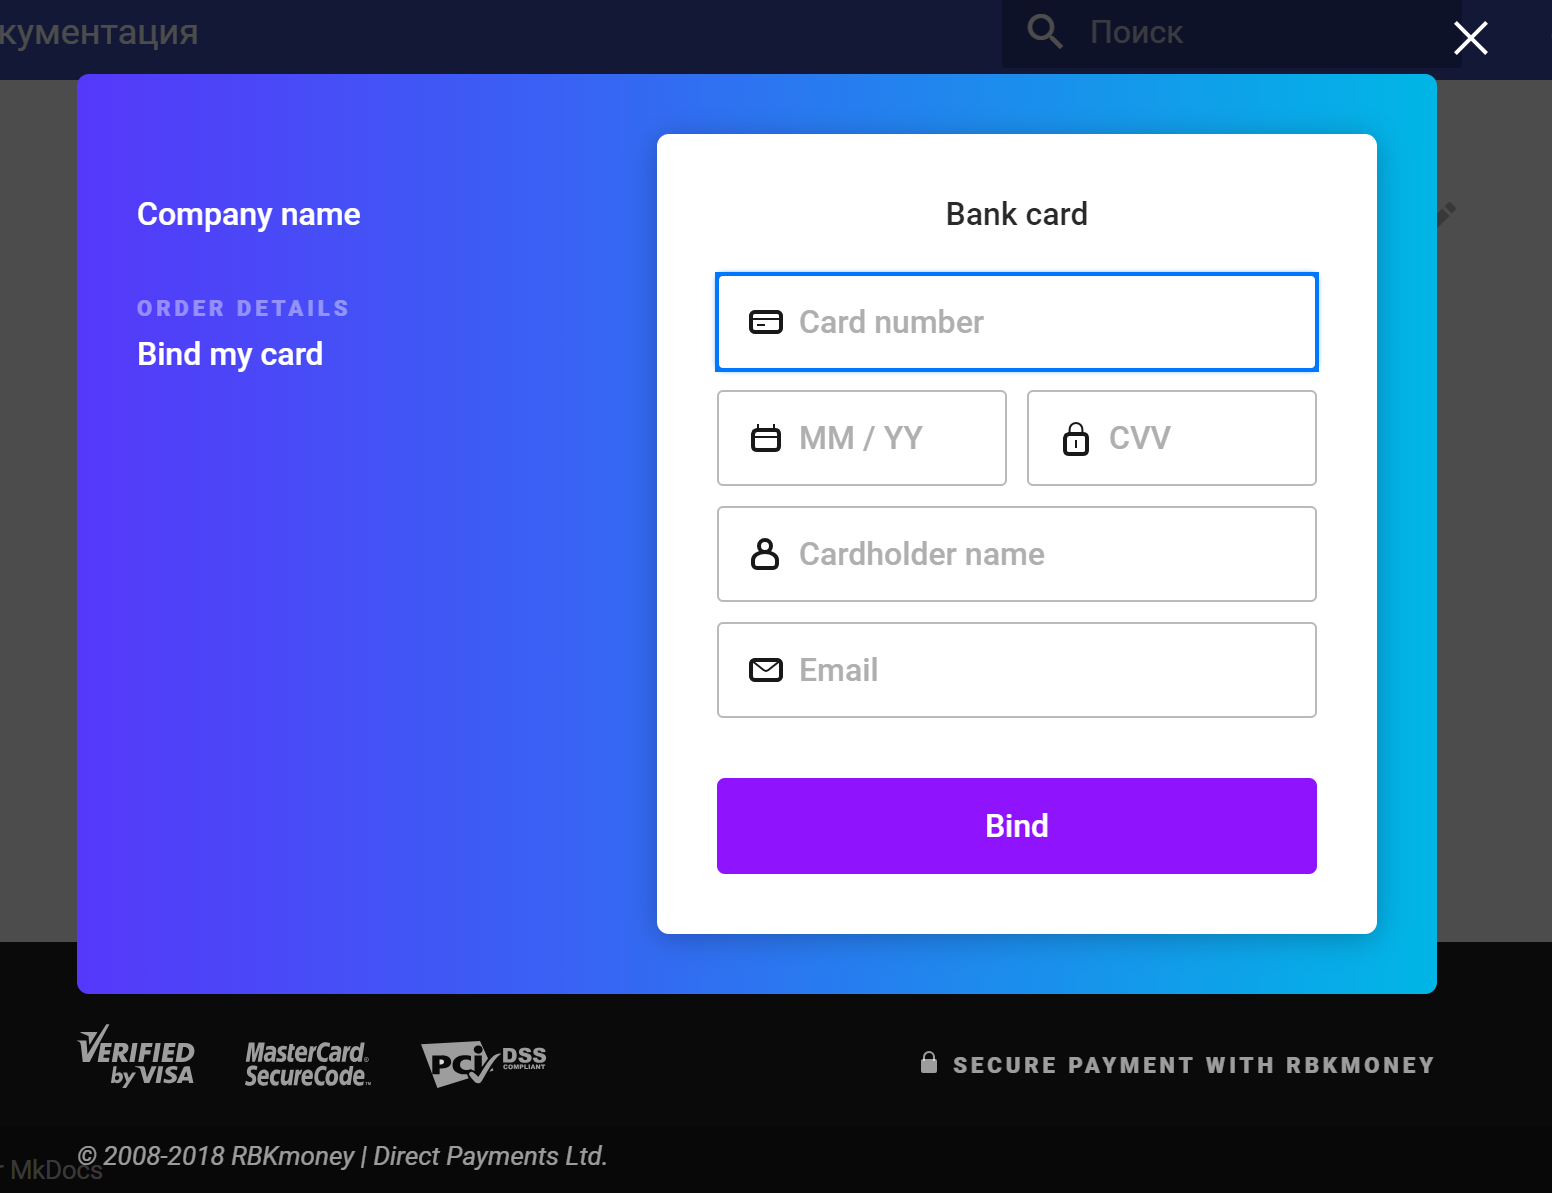 кументация
Поиск
Company name
ORDER DETAILS
Bind my card
Bank card
Card number
MM / YY
CVV
Cardholder name
Email
Bind
VERIFIED
by VISA
MasterCard®
SecureCode™
PCI DSS
COMPLIANT
SECURE PAYMENT WITH RBKMONEY
© 2008-2018 RBKmoney | Direct Payments Ltd.
MkDocs